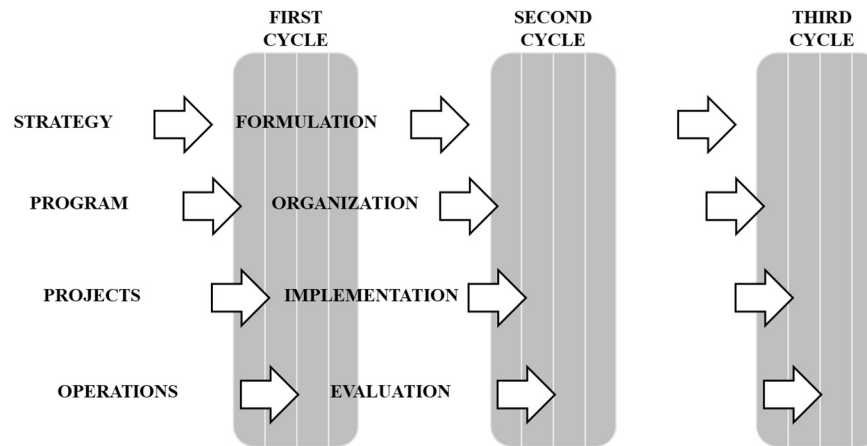 FIRST
CYCLE
SECOND
CYCLE
THIRD
CYCLE
STRATEGY
FORMULATION
PROGRAM
ORGANIZATION
PROJECTS
IMPLEMENTATION
OPERATIONS
EVALUATION